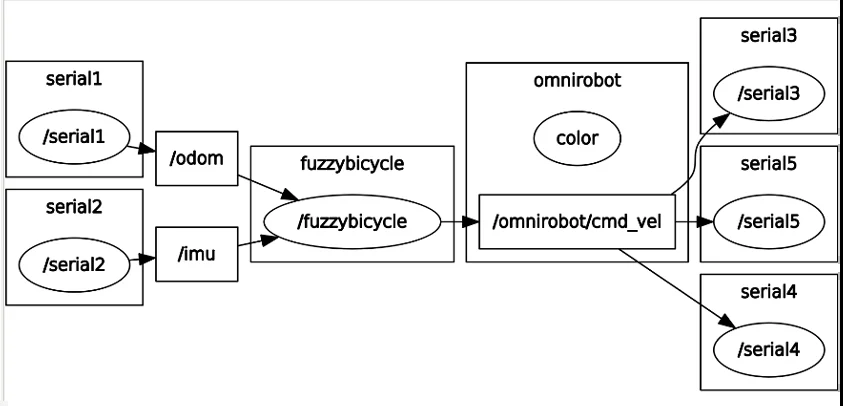 serial1
/serial1
serial2
/serial2
/odom
/imu
fuzzybicycle
/fuzzybicycle
omnirobot
color
/omnirobot/cmd_vel
serial3
/serial3
serial5
/serial5
serial4
/serial4